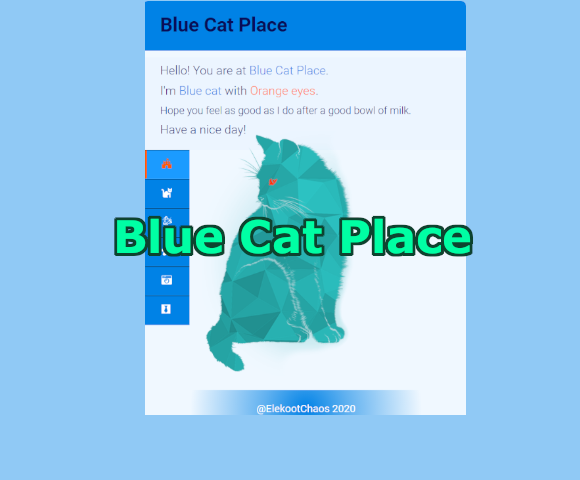 Blue Cat Place
Hello! You are at Blue Cat Place.
I'm Blue cat with Orange eyes.
Hope you feel as good as I do after a good bowl of milk.
Have a nice day!
Blue Cat Place
@ElekootChaos 2020